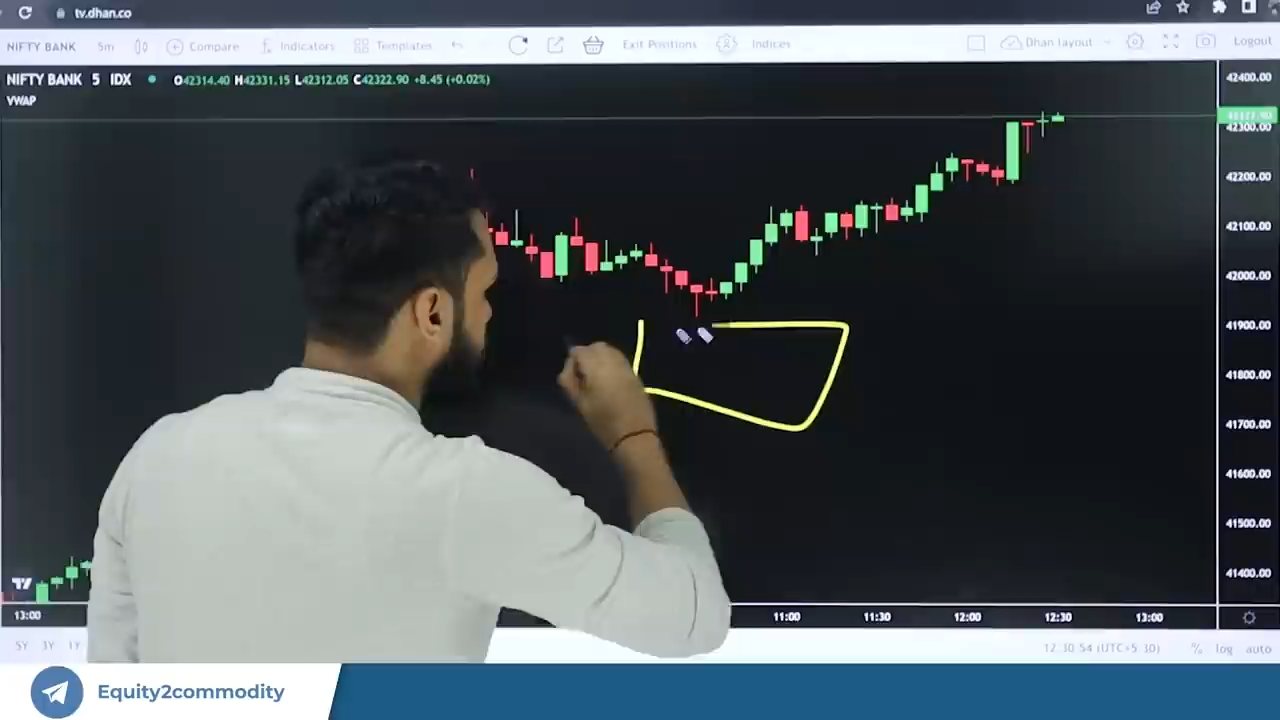 tv.dhan.co
NIFTY BANK 5m Compare Indicators Templates Exit Positions Indices Dhan layout Logout
NIFTY BANK 5 IDX O42314.40 H42331.15 L42312.05 C42322.90 +8.45 (+0.02%)
VWAP
42400.00
42300.00
42200.00
42100.00
42000.00
41900.00
41800.00
41700.00
41600.00
41500.00
41400.00
13:00 11:00 11:30 12:00 12:30 13:00
5Y 3Y 1Y 12:30:54 (UTC+5:30) % log auto
Equity2commodity